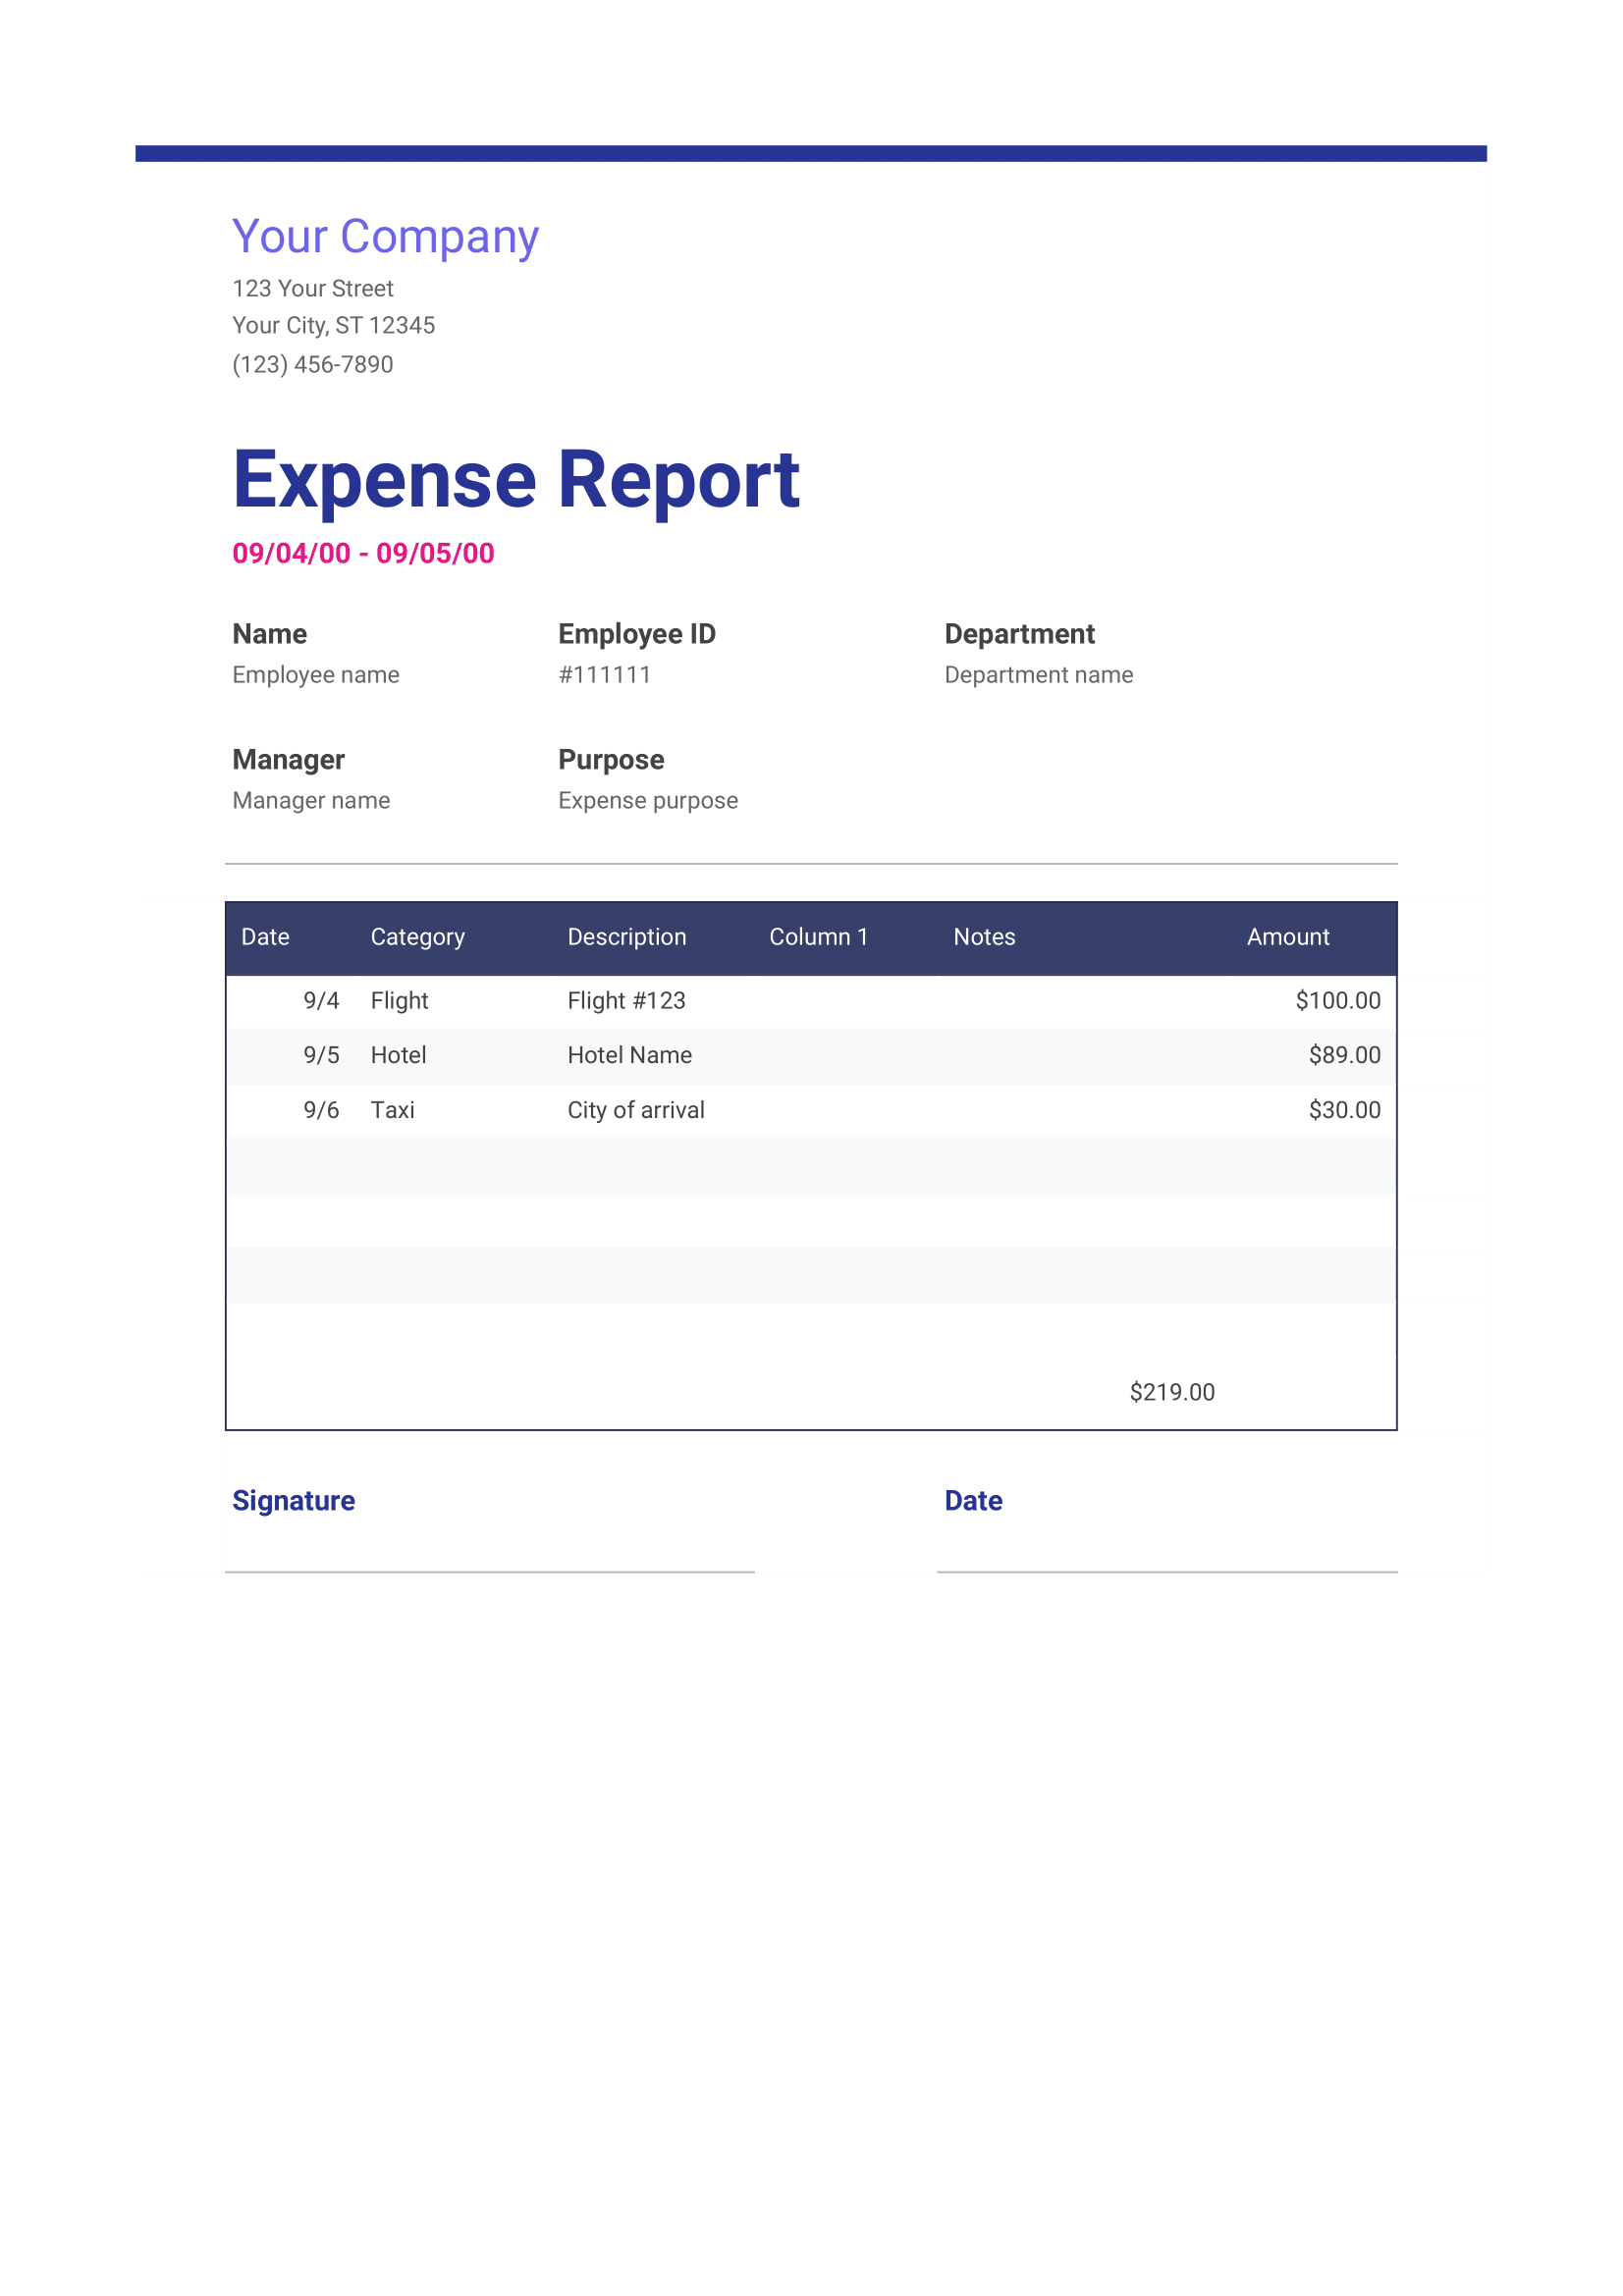 Your Company
123 Your Street
Your City, ST 12345
(123) 456-7890
Expense Report
09/04/00 - 09/05/00
Name Employee ID Department
Employee name #111111 Department name
Manager Purpose
Manager name Expense purpose
Date Category Description Column 1 Notes Amount
9/4 Flight Flight #123 $100.00
9/5 Hotel Hotel Name $89.00
9/6 Taxi City of arrival $30.00
$219.00
Signature Date